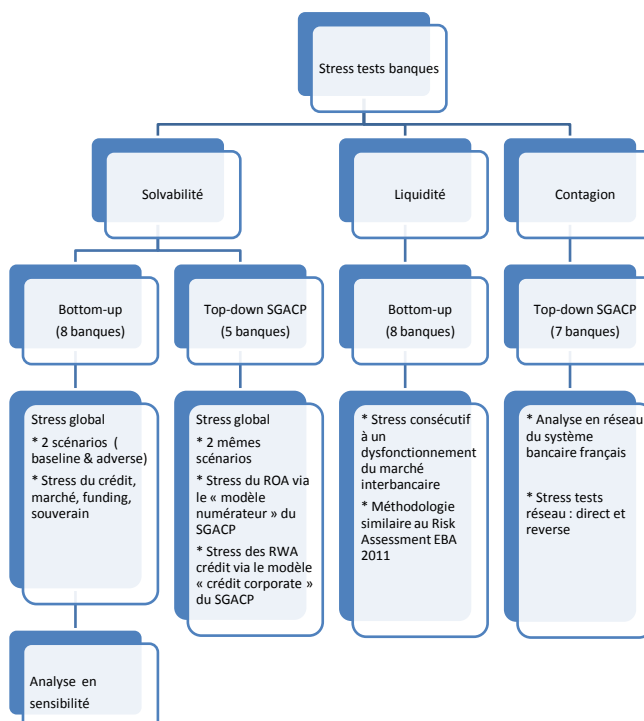 Stress tests banques
Solvabilité
Liquidité
Contagion
Bottom-up
(8 banques)
Top-down SGACP
(5 banques)
Bottom-up
(8 banques)
Top-down SGACP
(7 banques)
Stress global
* 2 scénarios (
baseline & adverse)
* Stress du crédit,
marché, funding,
souverain
Stress global
* 2 mêmes
scénarios
* Stress du ROA via
le « modèle
numérateur » du
SGACP
* Stress des RWA
crédit via le modèle
« crédit corporate »
du SGACP
* Stress consécutif
à un
dysfonctionnement
du marché
interbancaire
* Méthodologie
similaire au Risk
Assessment EBA
2011
* Analyse en réseau
du système
bancaire français
* Stress tests
réseau : direct et
reverse
Analyse en
sensibilité